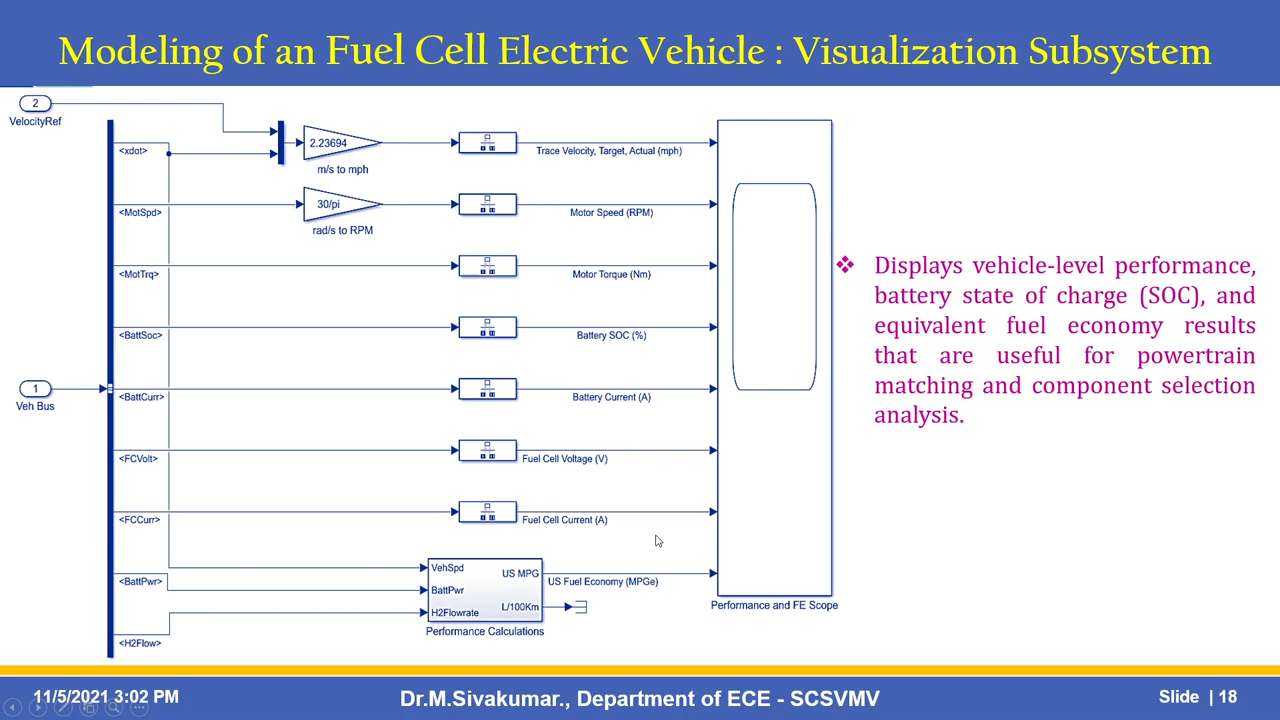 Modeling of an Fuel Cell Electric Vehicle : Visualization Subsystem
2
VelocityRef
<xdot>
2.23694
m/s to mph
Trace Velocity, Target, Actual (mph)
<MotSpd>
30/pi
rad/s to RPM
Motor Speed (RPM)
<MotTrq>
Motor Torque (Nm)
<BattSoc>
Battery SOC (%)
1
Veh Bus
<BattCurr>
Battery Current (A)
<FCVolt>
Fuel Cell Voltage (V)
<FCCurr>
Fuel Cell Current (A)
<BattPwr>
<H2Flow>
VehSpd
BattPwr
H2Flowrate
US MPG
L/100Km
Performance Calculations
US Fuel Economy (MPGe)
Performance and FE Scope
❖ Displays vehicle-level performance,
battery state of charge (SOC), and
equivalent fuel economy results
that are useful for powertrain
matching and component selection
analysis.
11/5/2021 3:02 PM
Dr.M.Sivakumar., Department of ECE - SCSVMV
Slide | 18